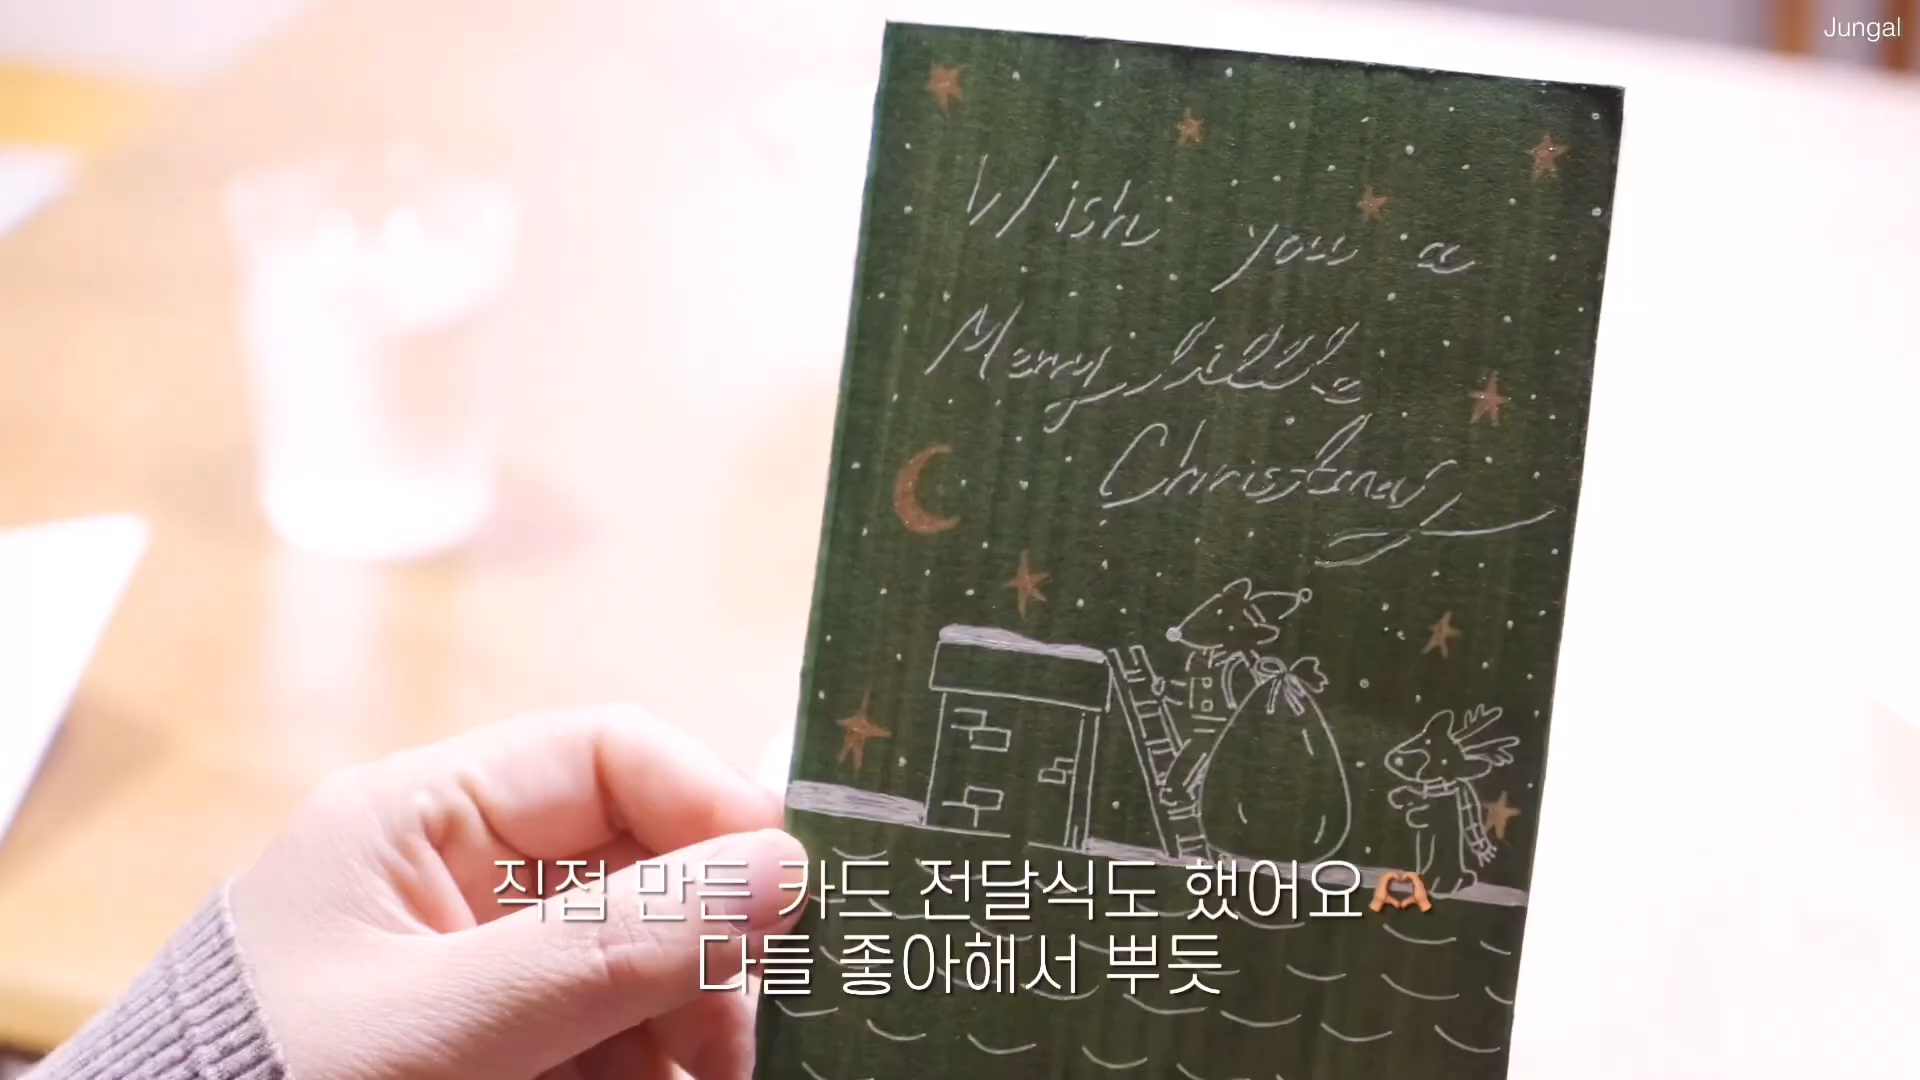 Jungal
Wish you a
Merry little
Christmas
직접 만든 카드 전달식도 했어요🫶
다들 좋아해서 뿌듯